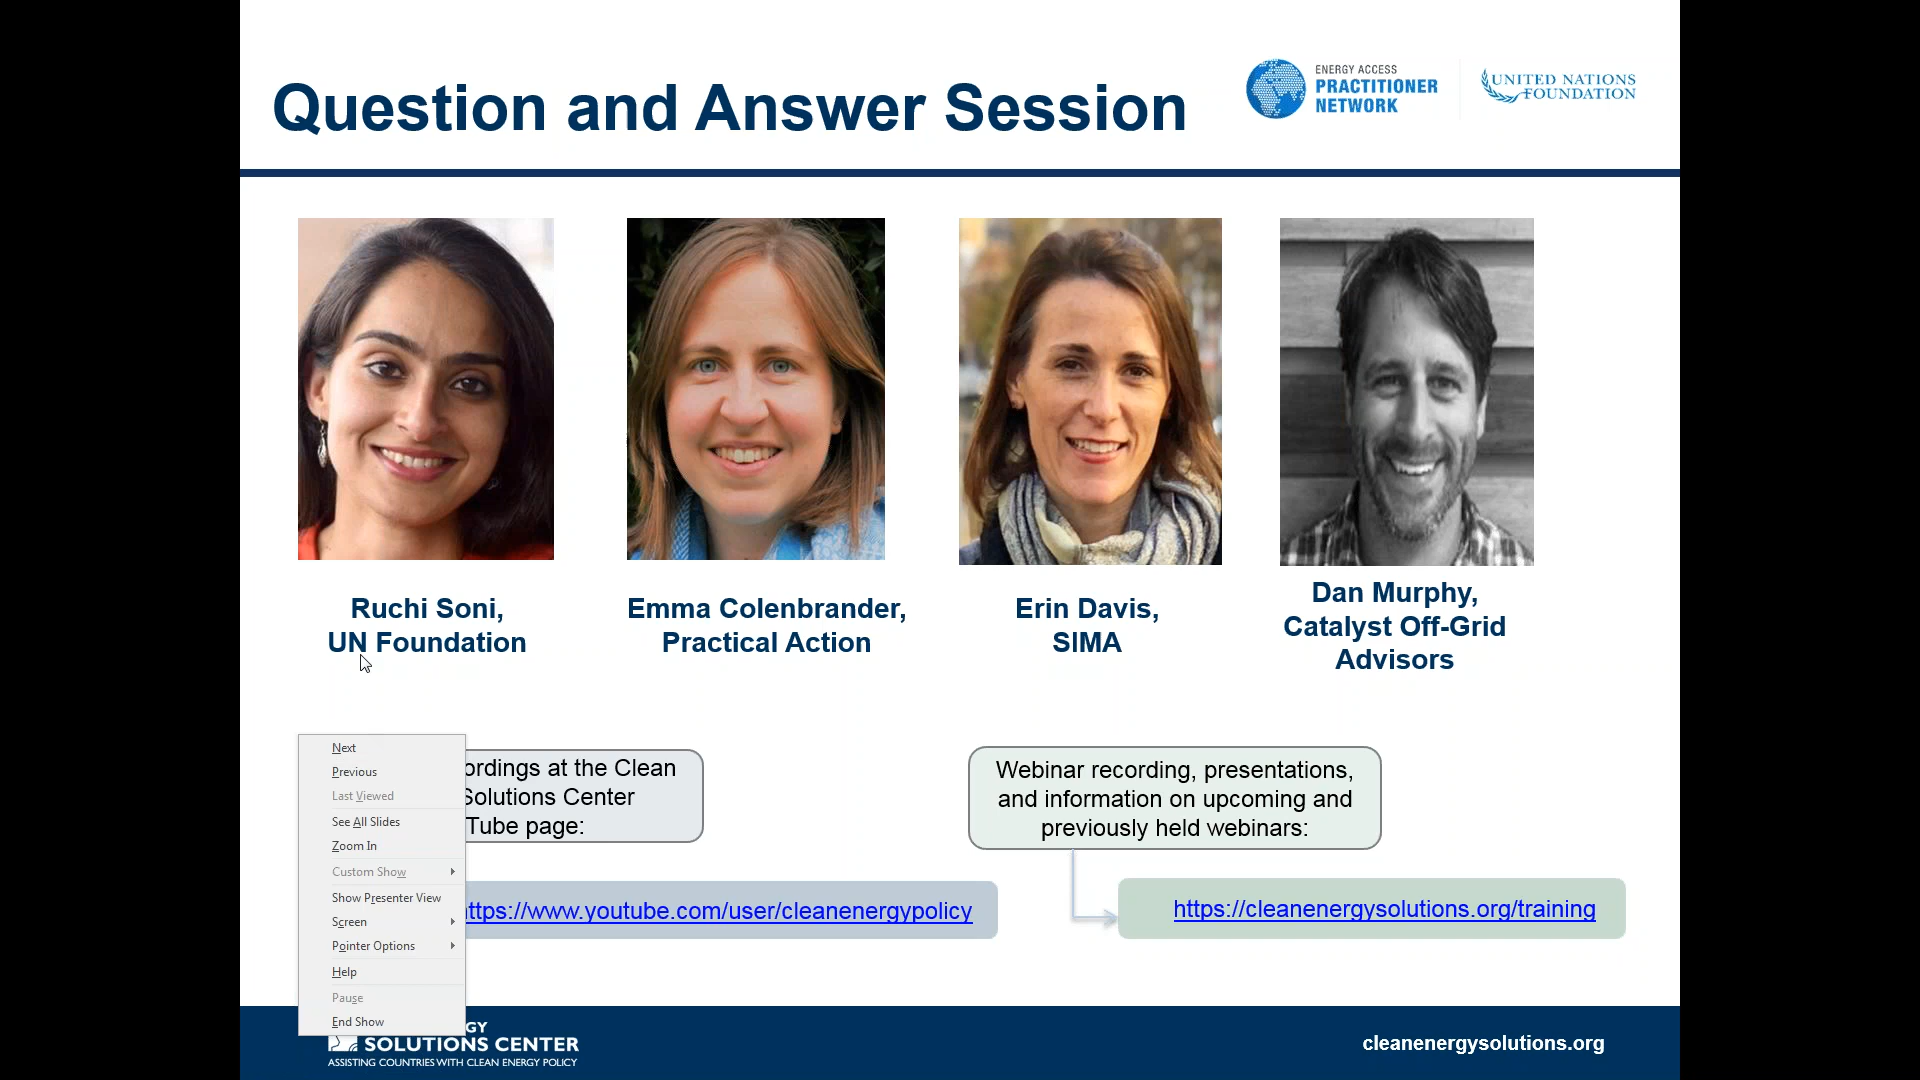 Question and Answer Session
ENERGY ACCESS
PRACTITIONER
NETWORK
UNITED NATIONS
FOUNDATION
Ruchi Soni,
UN Foundation
Emma Colenbrander,
Practical Action
Erin Davis,
SIMA
Dan Murphy,
Catalyst Off-Grid
Advisors
Next
Previous
Last Viewed
See All Slides
Zoom In
Custom Show
Show Presenter View
Screen
Pointer Options
Help
Pause
End Show
ordings at the Clean
Solutions Center
Tube page:
ttps://www.youtube.com/user/cleanenergypolicy
Webinar recording, presentations,
and information on upcoming and
previously held webinars:
https://cleanenergysolutions.org/training
GY
SOLUTIONS CENTER
ASSISTING COUNTRIES WITH CLEAN ENERGY POLICY
cleanenergysolutions.org